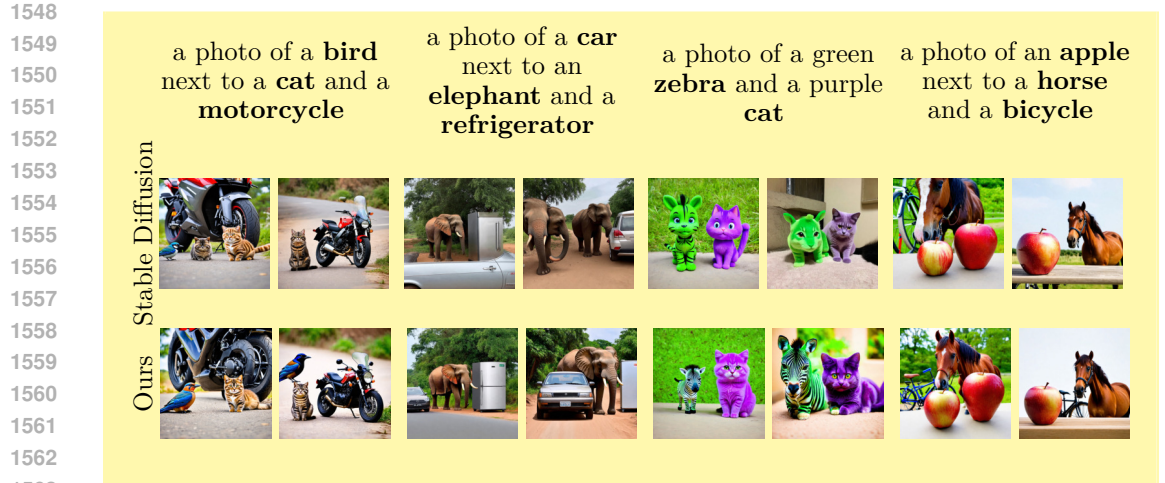 1548
1549
1550
1551
1552
1553
1554
1555
1556
1557
1558
1559
1560
1561
1562
a photo of a bird
next to a cat and a
motorcycle
a photo of a car
next to an
elephant and a
refrigerator
a photo of a green
zebra and a purple
cat
a photo of an apple
next to a horse
and a bicycle
Stable Diffusion
Ours